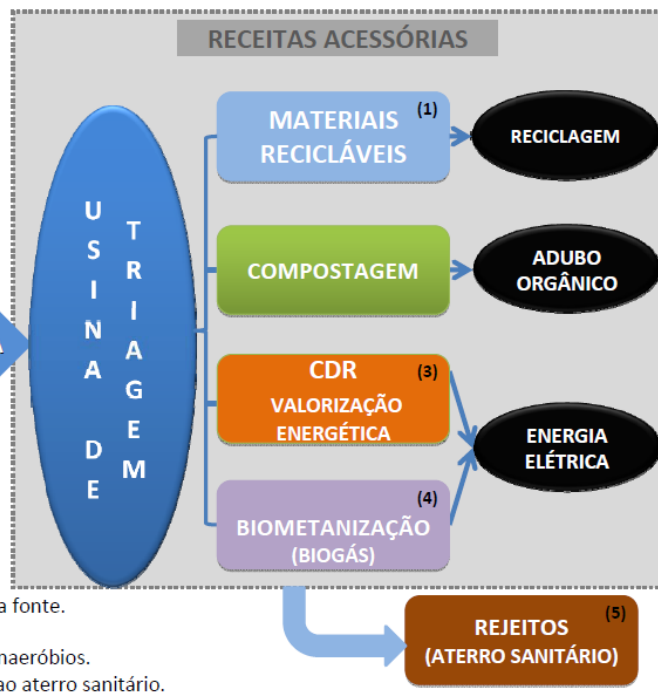 RECEITAS ACESSÓRIAS
A
USINA DE
TRIAGEM
MATERIAIS (1)
RECICLÁVEIS
RECICLAGEM
COMPOSTAGEM
ADUBO
ORGÂNICO
CDR (3)
VALORIZAÇÃO
ENERGÉTICA
ENERGIA
ELÉTRICA
(4)
BIOMETANIZAÇÃO
(BIOGÁS)
a fonte.
REJEITOS (5)
(ATERRO SANITÁRIO)
naeróbios.
ao aterro sanitário.